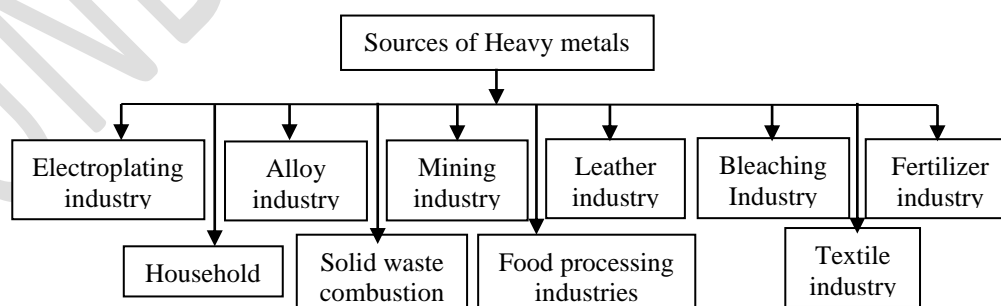 Sources of Heavy metals
Electroplating
industry
Alloy
industry
Mining
industry
Leather
industry
Bleaching
Industry
Fertilizer
industry
Household
Solid waste
combustion
Food processing
industries
Textile
industry